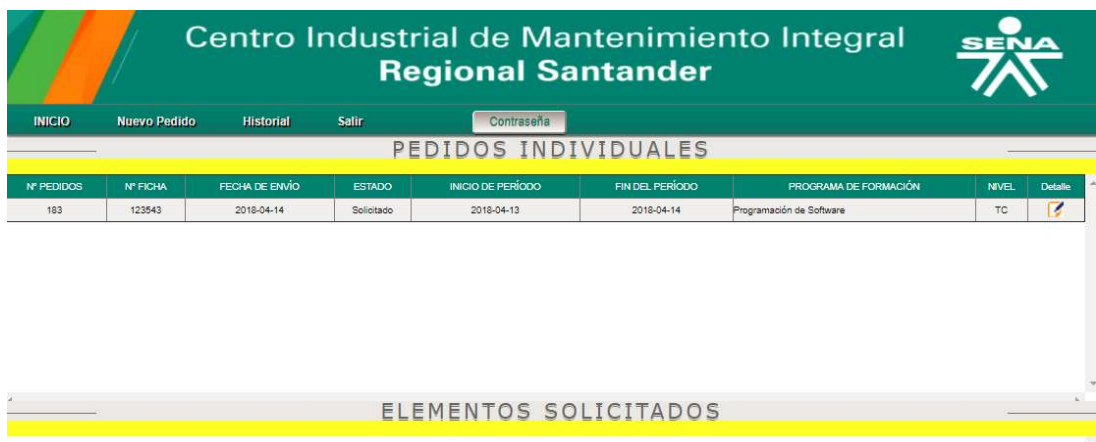 Centro Industrial de Mantenimiento Integral
Regional Santander
SENA
INICIO Nuevo Pedido Historial Salir Contraseña
PEDIDOS INDIVIDUALES
Nº PEDIDOS Nº FICHA FECHA DE ENVÍO ESTADO INICIO DE PERÍODO FIN DEL PERÍODO PROGRAMA DE FORMACIÓN NIVEL Detalle
183 123543 2018-04-14 Solicitado 2018-04-13 2018-04-14 Programación de Software TC
ELEMENTOS SOLICITADOS